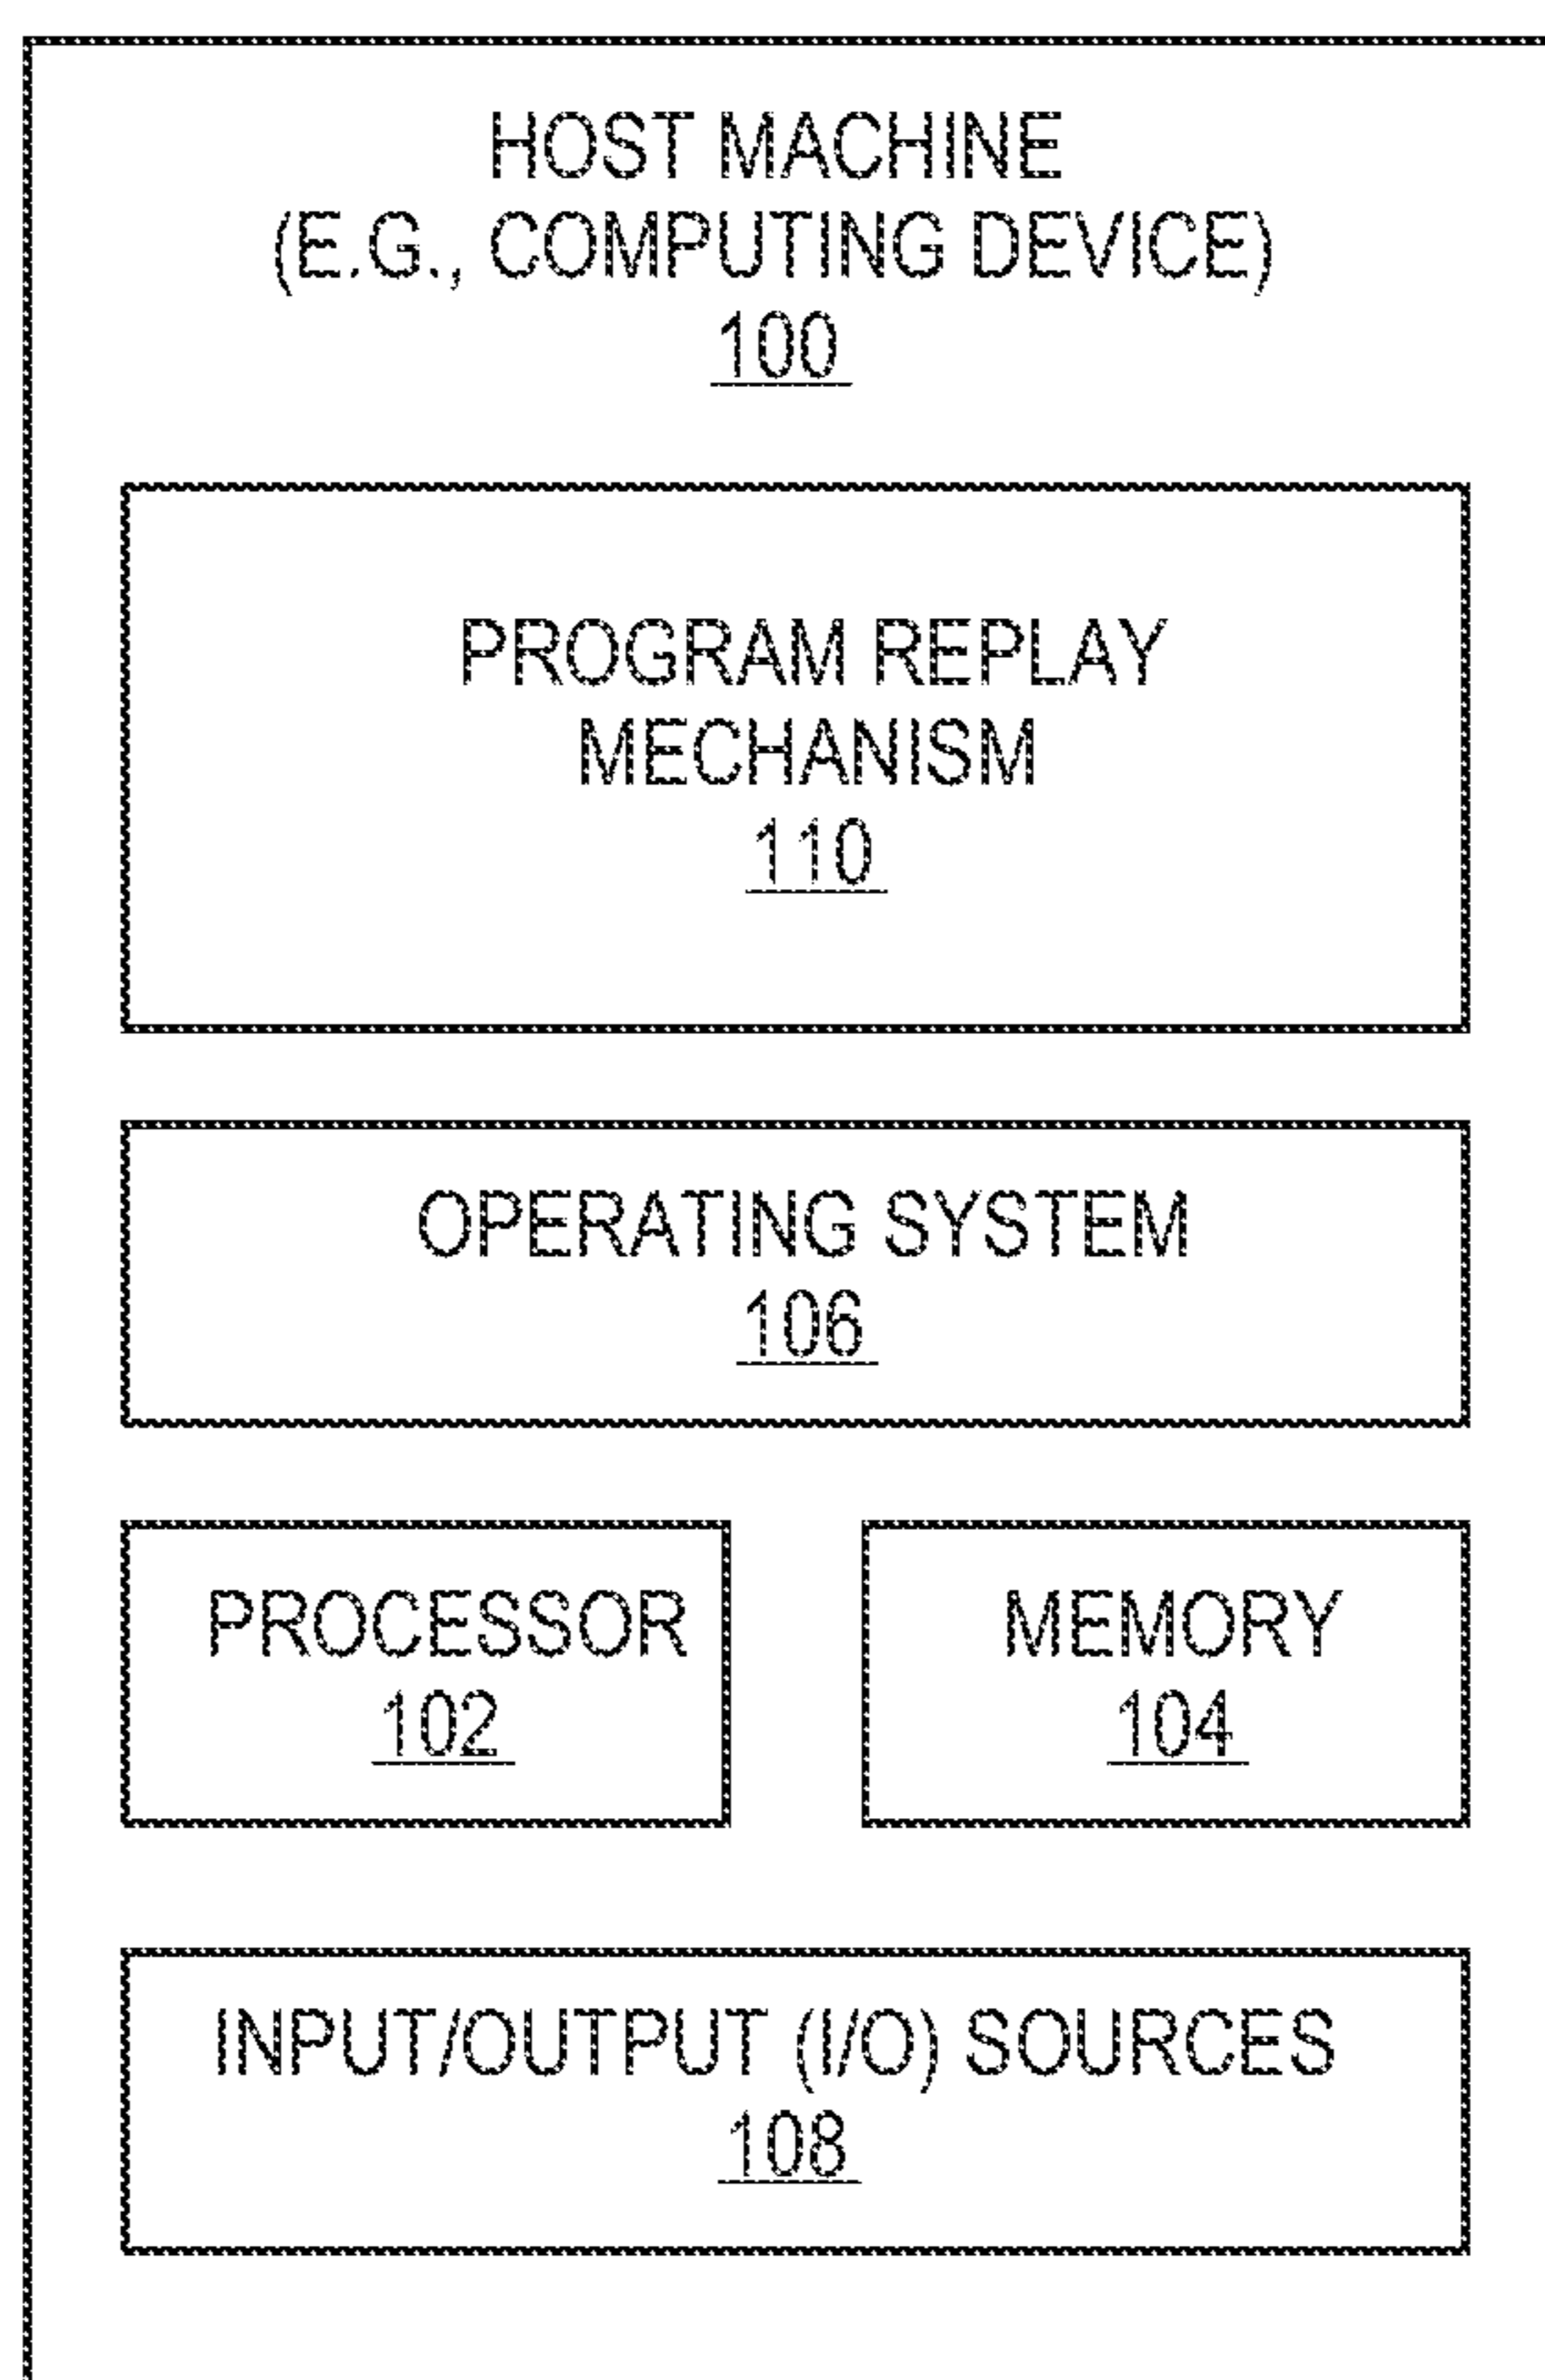 HOST MACHINE
(E.G., COMPUTING DEVICE)
100
PROGRAM REPLAY
MECHANISM
110
OPERATING SYSTEM
106
PROCESSOR
102
MEMORY
104
INPUT/OUTPUT (I/O) SOURCES
108